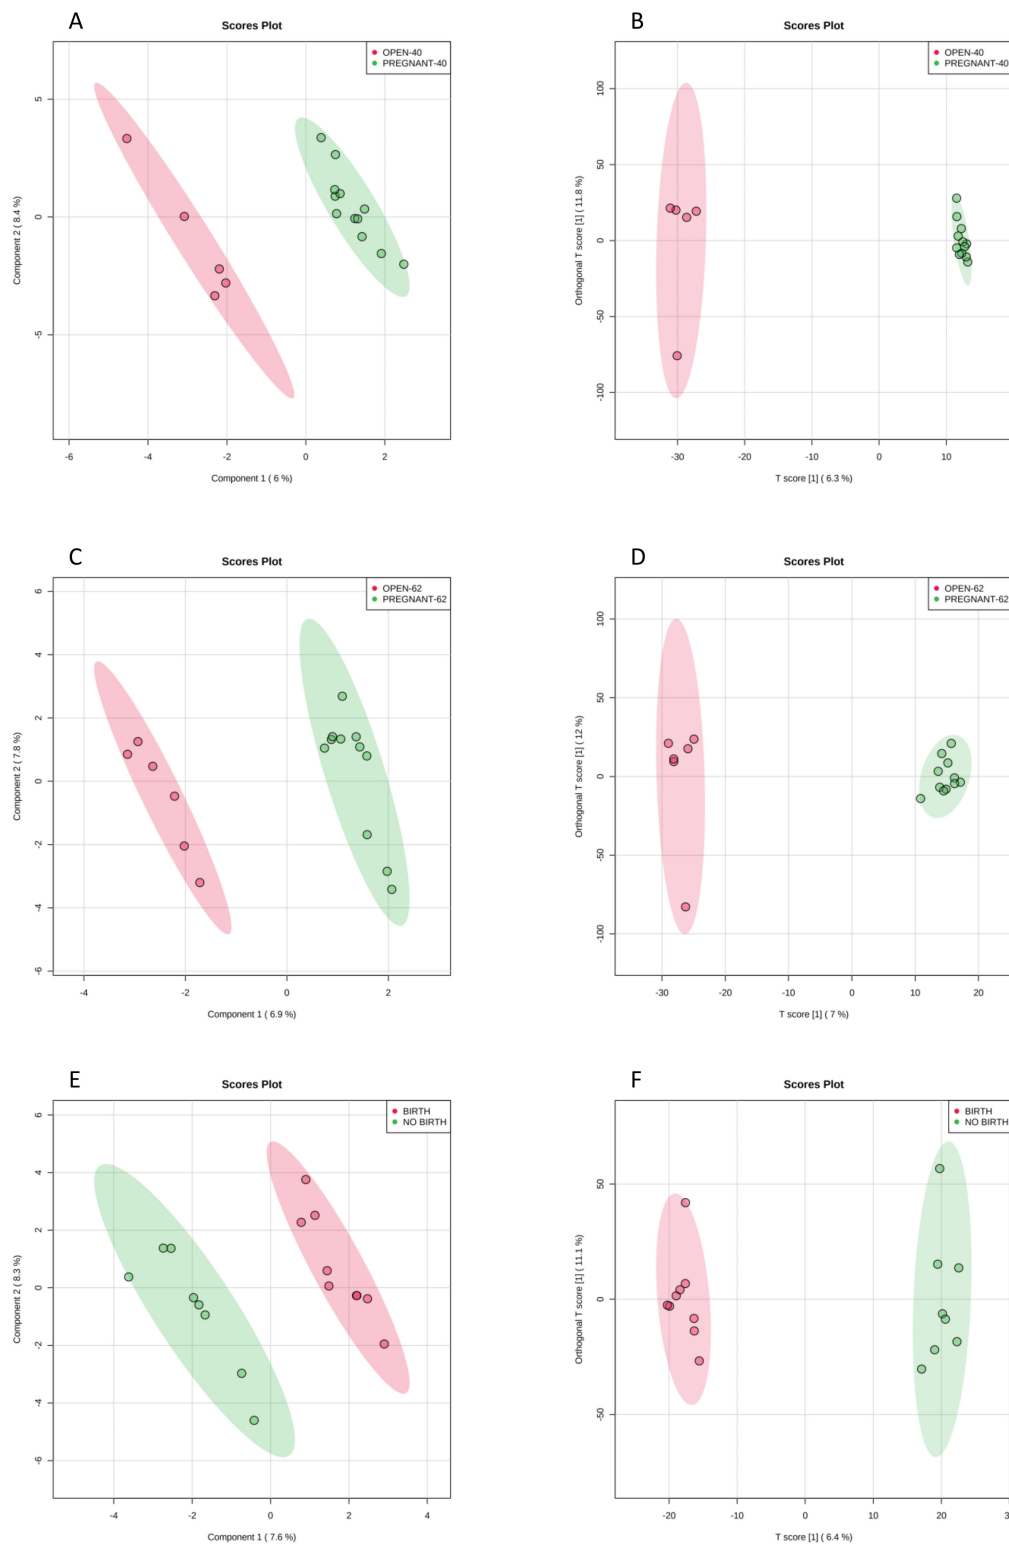 A
Scores Plot
OPEN-40
PREGNANT-40
5
0
-5
Component 2 ( 8.4 %)
-6 -4 -2 0 2
Component 1 ( 6 %)
B
Scores Plot
OPEN-40
PREGNANT-40
100
50
0
-50
-100
Orthogonal T score [1] ( 11.8 %)
-30 -20 -10 0 10
T score [1] ( 6.3 %)
C
Scores Plot
OPEN-62
PREGNANT-62
6
4
2
0
-2
-4
-6
Component 2 ( 7.8 %)
-4 -2 0 2
Component 1 ( 6.9 %)
D
Scores Plot
OPEN-62
PREGNANT-62
100
50
0
-50
-100
Orthogonal T score [1] ( 12 %)
-30 -20 -10 0 10 20
T score [1] ( 7 %)
E
Scores Plot
BIRTH
NO BIRTH
6
4
2
0
-2
-4
-6
Component 2 ( 8.3 %)
-4 -2 0 2 4
Component 1 ( 7.6 %)
F
Scores Plot
BIRTH
NO BIRTH
50
0
-50
Orthogonal T score [1] ( 11.1 %)
-20 -10 0 10 20
T score [1] ( 6.4 %)